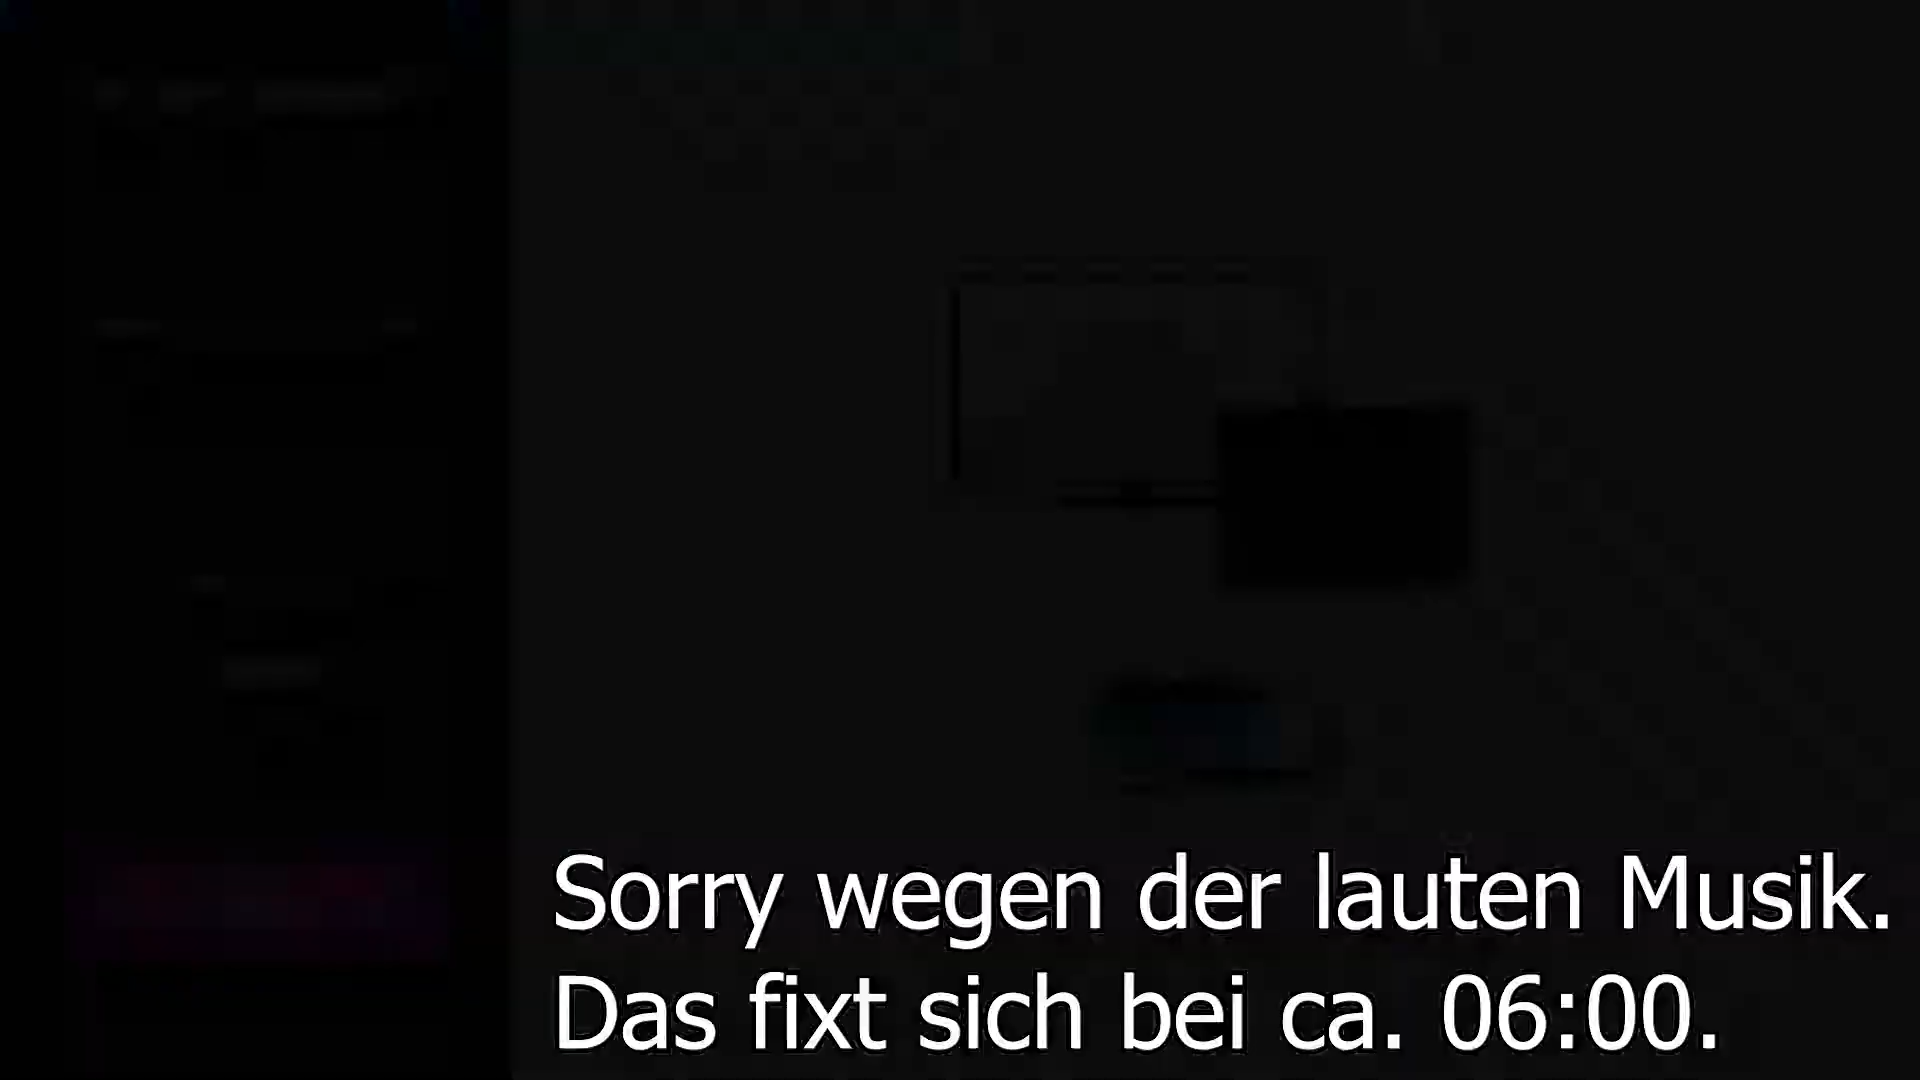 Sorry wegen der lauten Musik.
Das fixt sich bei ca. 06:00.